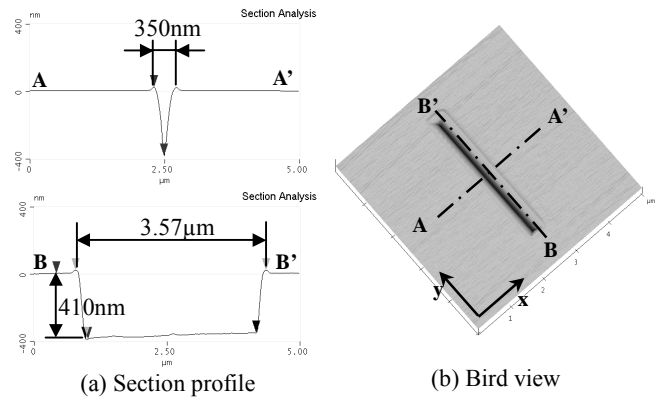 nm
Section Analysis
400
350nm
A
A’
0
-400
0
2.50
5.00
µm
nm
Section Analysis
400
3.57µm
B
B’
0
410nm
-400
0
2.50
5.00
µm
(a) Section profile
B’
A’
A
B
y
x
1
2
3
4
µm
(b) Bird view